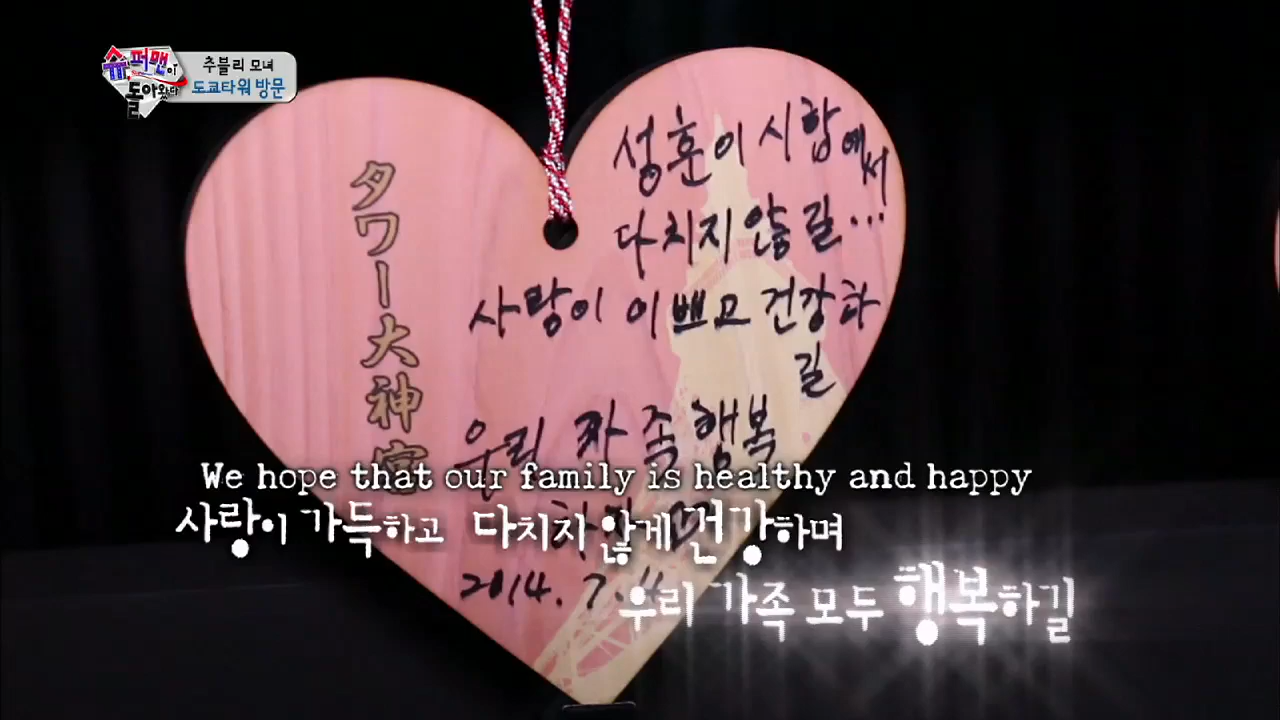 슈퍼맨이
돌아왔다
추블리 모녀
도쿄타워 방문
タワー大神宮
성훈이 시합에서
다치지 않길...
사랑이 이쁘고 건강하
길
우리 가족 행복
2014. 7.
We hope that our family is healthy and happy
사랑이 가득하고 다치지 않게 건강하며
우리 가족 모두 행복하길